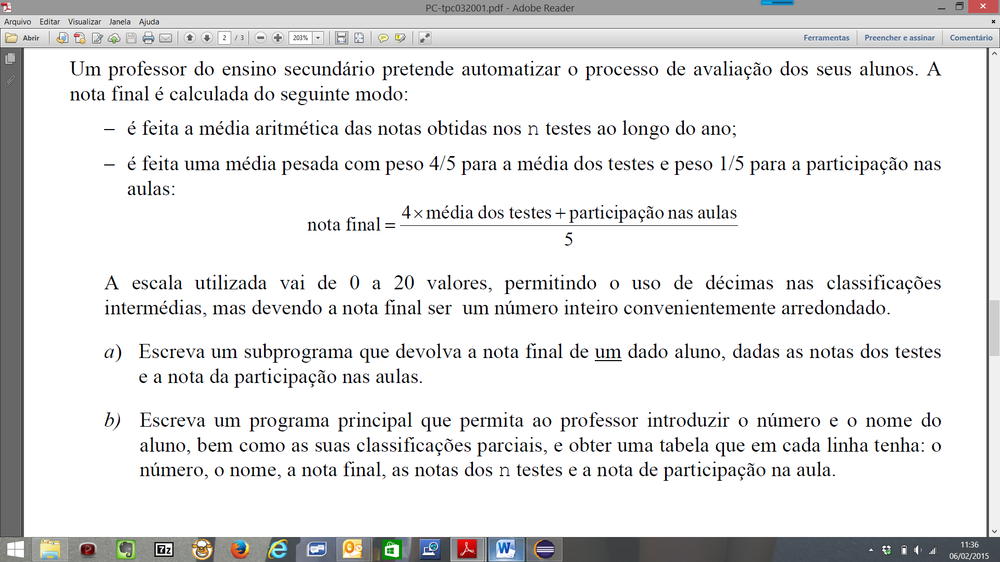 PC-tpc032001.pdf - Adobe Reader
Arquivo Editar Visualizar Janela Ajuda
Abrir 2 / 3 203% Ferramentas Preencher e assinar Comentário
Um professor do ensino secundário pretende automatizar o processo de avaliação dos seus alunos. A
nota final é calculada do seguinte modo:
– é feita a média aritmética das notas obtidas nos n testes ao longo do ano;
– é feita uma média pesada com peso 4/5 para a média dos testes e peso 1/5 para a participação nas
aulas:
4×média dos testes + participação nas aulas
nota final =
5
A escala utilizada vai de 0 a 20 valores, permitindo o uso de décimas nas classificações
intermédias, mas devendo a nota final ser um número inteiro convenientemente arredondado.
a) Escreva um subprograma que devolva a nota final de um dado aluno, dadas as notas dos testes
e a nota da participação nas aulas.
b) Escreva um programa principal que permita ao professor introduzir o número e o nome do
aluno, bem como as suas classificações parciais, e obter uma tabela que em cada linha tenha: o
número, o nome, a nota final, as notas dos n testes e a nota de participação na aula.
7z
11:36
06/02/2015